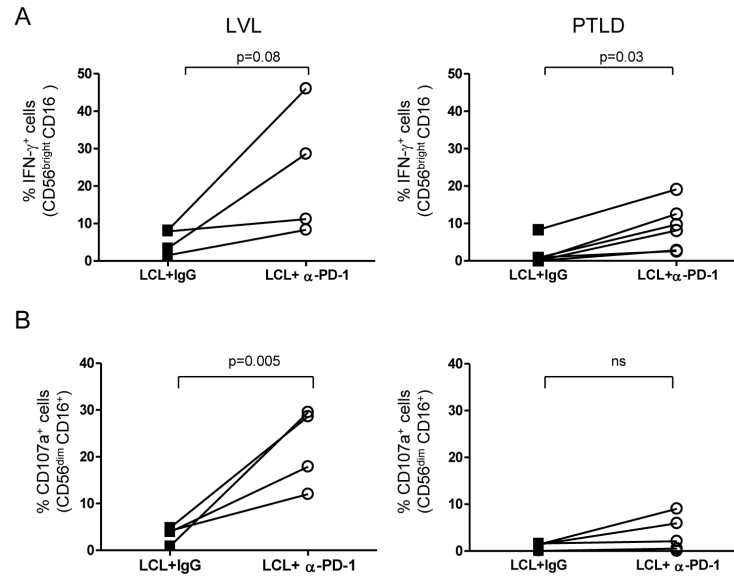 A
LVL
PTLD
p=0.08
p=0.03
% IFN-γ+ cells
(CD56bright CD16-)
50
40
30
20
10
0
LCL+IgG
LCL+ α-PD-1
% IFN-γ+ cells
(CD56bright CD16-)
50
40
30
20
10
0
LCL+IgG
LCL+ α-PD-1
B
p=0.005
ns
% CD107a+ cells
(CD56dim CD16+)
40
30
20
10
0
LCL+IgG
LCL+ α-PD-1
% CD107a+ cells
(CD56dim CD16+)
40
30
20
10
0
LCL+IgG
LCL+ α-PD-1